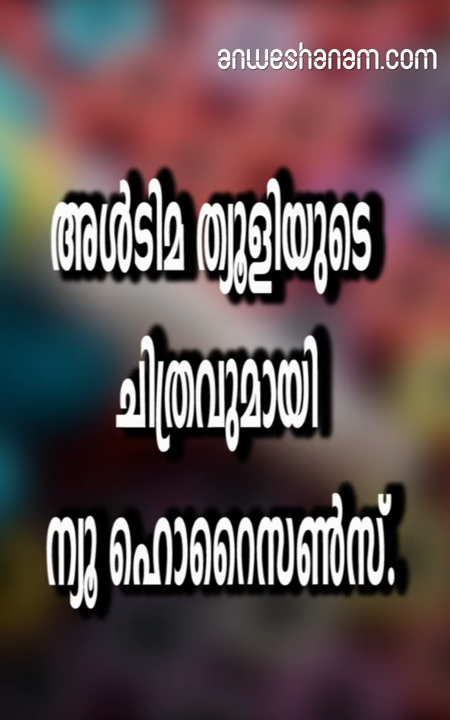 anweshanam.com
അൾടിമ ത്യൂളിയുടെ
ചിത്രവുമായി
ന്യൂ ഹൊറൈസൺസ്.